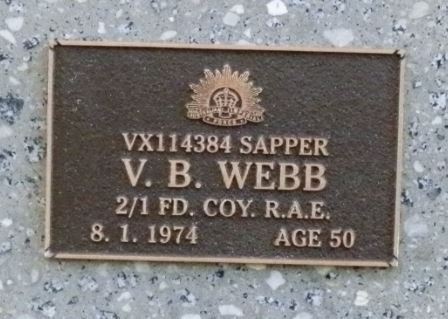 VX114384 SAPPER
V. B. WEBB
2/1 FD. COY. R.A.E.
8. 1. 1974 AGE 50